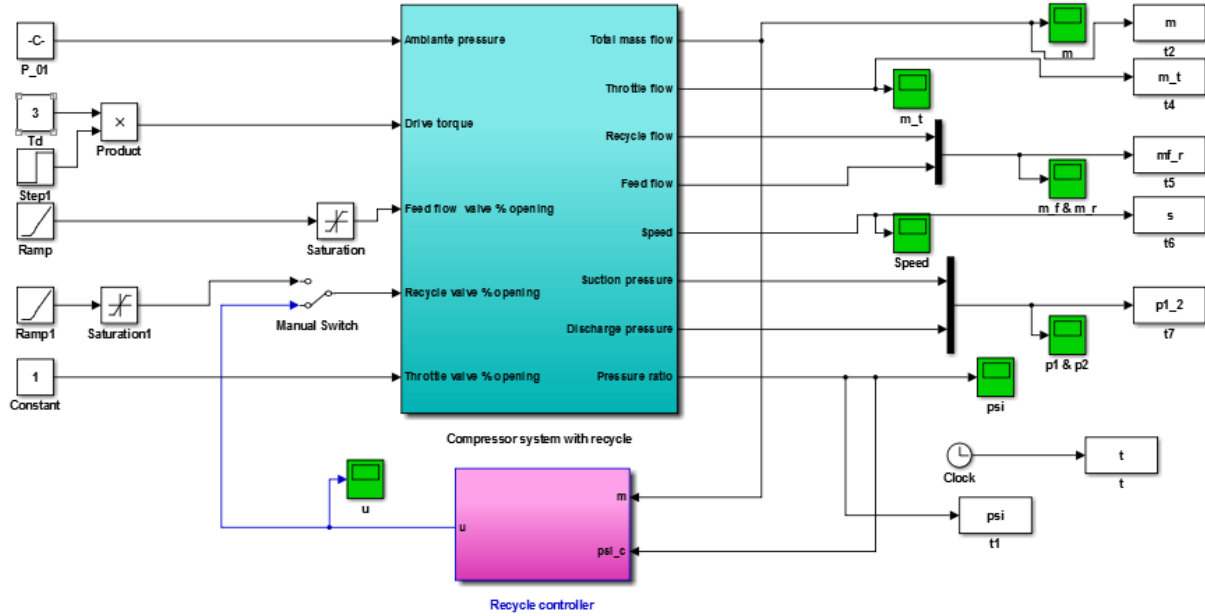 -C-
P_01
Ambiante pressure
Total mass flow
m
m
t2
Throttle flow
m_t
m_t
t4
3
Td
×
Product
Drive torque
Step1
Recycle flow
Feed flow
m_f & m_r
mf_r
t5
Ramp
Saturation
Feed flow  valve % opening
Speed
Speed
s
t6
Ramp1
Saturation1
Manual Switch
Recycle valve % opening
Suction pressure
Discharge pressure
p1 & p2
p1_2
t7
1
Constant
Throttle valve % opening
Pressure ratio
psi
Compressor system with recycle
Clock
t
t
u
m
u
psi_c
psi
t1
Recycle controller